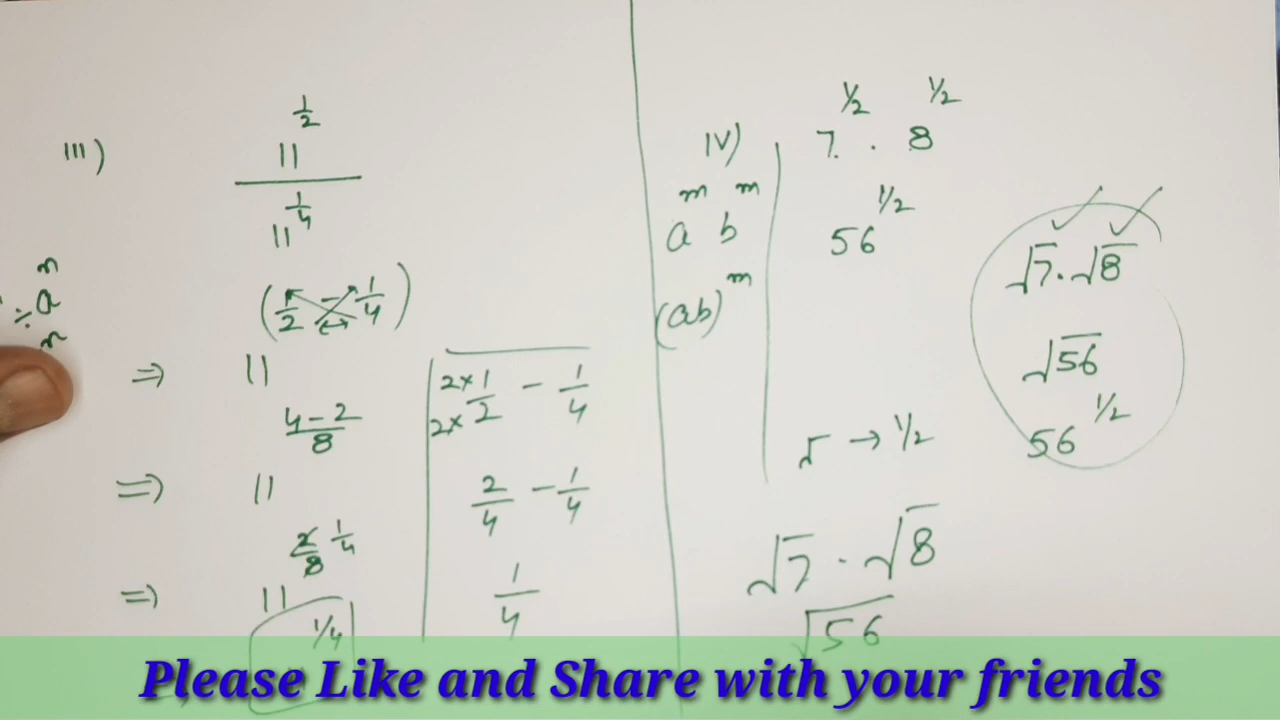 III)
11^{1/2}
11^{1/4}
÷ a^n
(1/2 - 1/4)
⇒ 11
⇒ 11^{(4-2)/8}
⇒ 11^{2/8} 1/4
1/4
2×1/2×2 - 1/4
2/4 - 1/4
1/4
IV) 7^{1/2} . 8^{1/2}
a^m b^m
56^{1/2}
(ab)^m
√ → 1/2
√7 . √8
√56
√7 . √8
√56
56^{1/2}
Please Like and Share with your friends